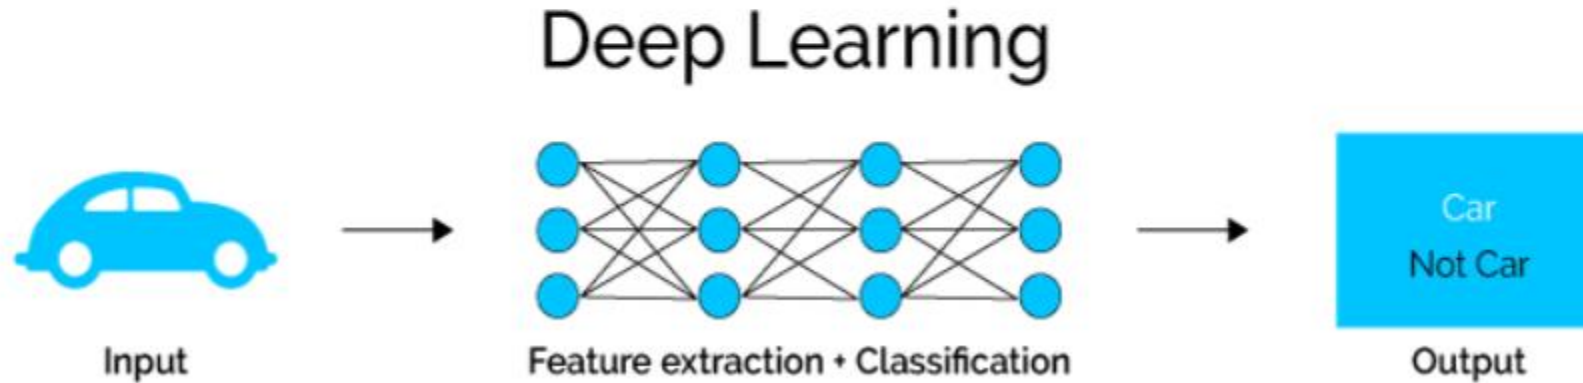 Deep Learning
Car
Not Car
Input
Feature extraction + Classification
Output